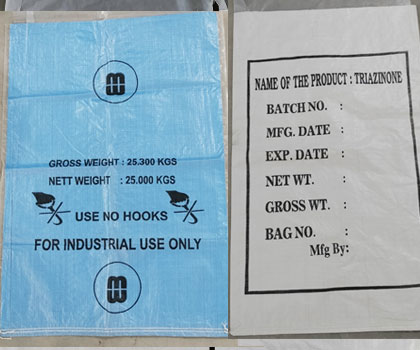 GROSS WEIGHT : 25.300 KGS
NETT WEIGHT : 25.000 KGS
USE NO HOOKS
FOR INDUSTRIAL USE ONLY
NAME OF THE PRODUCT : TRIAZINONE
BATCH NO. :
MFG. DATE :
EXP. DATE :
NET WT. :
GROSS WT. :
BAG NO. :
Mfg By: